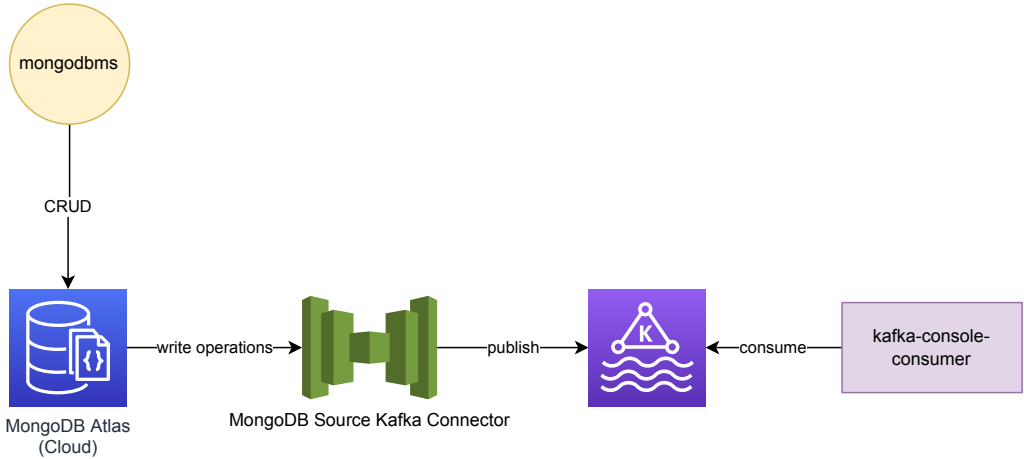 mongodbms
CRUD
write operations
publish
K
consume
kafka-console-
consumer
MongoDB Source Kafka Connector
MongoDB Atlas
(Cloud)